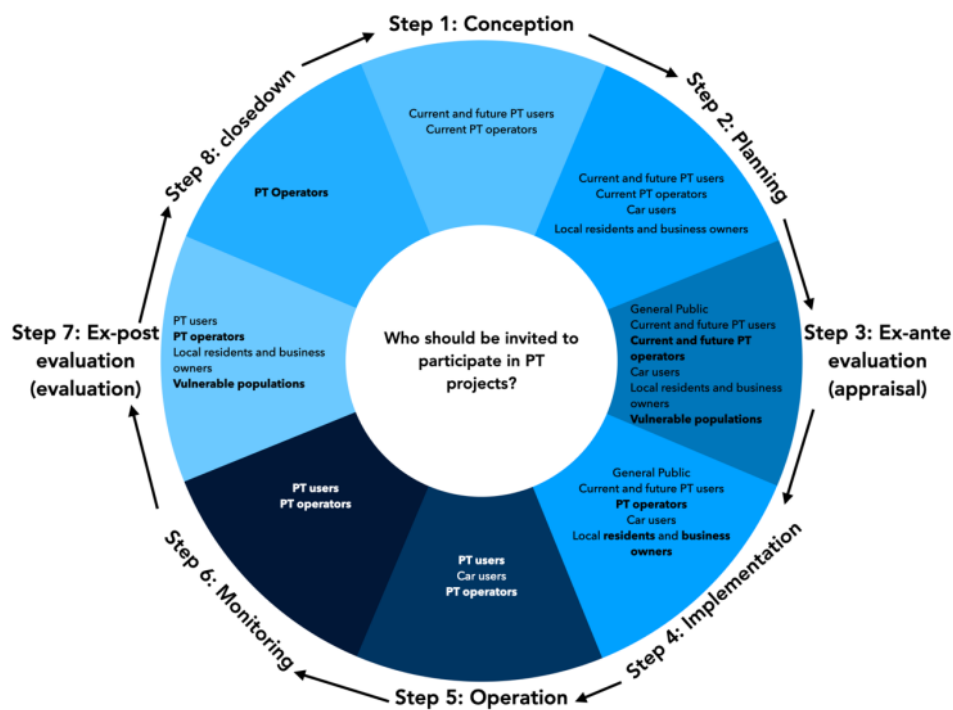 Step 1: Conception
Current and future PT users
Current PT operators
Step 2: Planning
Current and future PT users
Current PT operators
Car users
Local residents and business owners
Step 3: Ex-ante
evaluation
(appraisal)
General Public
Current and future PT users
Current and future PT
operators
Car users
Local residents and business
owners
Vulnerable populations
Step 4: Implementation
General Public
Current and future PT users
PT operators
Car users
Local residents and business
owners
Step 5: Operation
PT users
Car users
PT operators
Step 6: Monitoring
PT users
PT operators
Step 7: Ex-post
evaluation
(evaluation)
PT users
PT operators
Local residents and business
owners
Vulnerable populations
Step 8: closedown
PT Operators
Who should be invited to
participate in PT
projects?